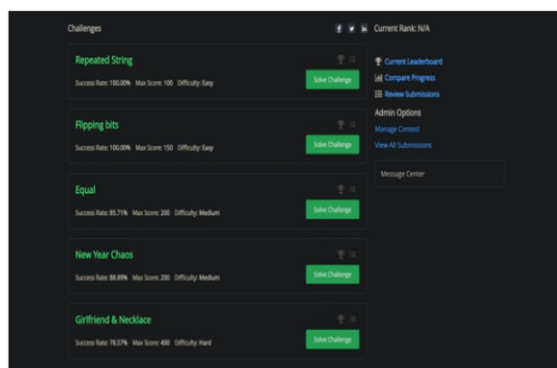 Challenges
Current Rank: N/A
Repeated String
Success Rate: 100.00% Max Score: 100 Difficulty: Easy
Solve Challenge
Current Leaderboard
Compare Progress
Review Submissions
Admin Options
Manage Contest
View All Submissions
Message Center
Flipping bits
Success Rate: 100.00% Max Score: 150 Difficulty: Easy
Solve Challenge
Equal
Success Rate: 85.71% Max Score: 200 Difficulty: Medium
Solve Challenge
New Year Chaos
Success Rate: 88.89% Max Score: 200 Difficulty: Medium
Solve Challenge
Girlfriend & Necklace
Success Rate: 78.57% Max Score: 400 Difficulty: Hard
Solve Challenge